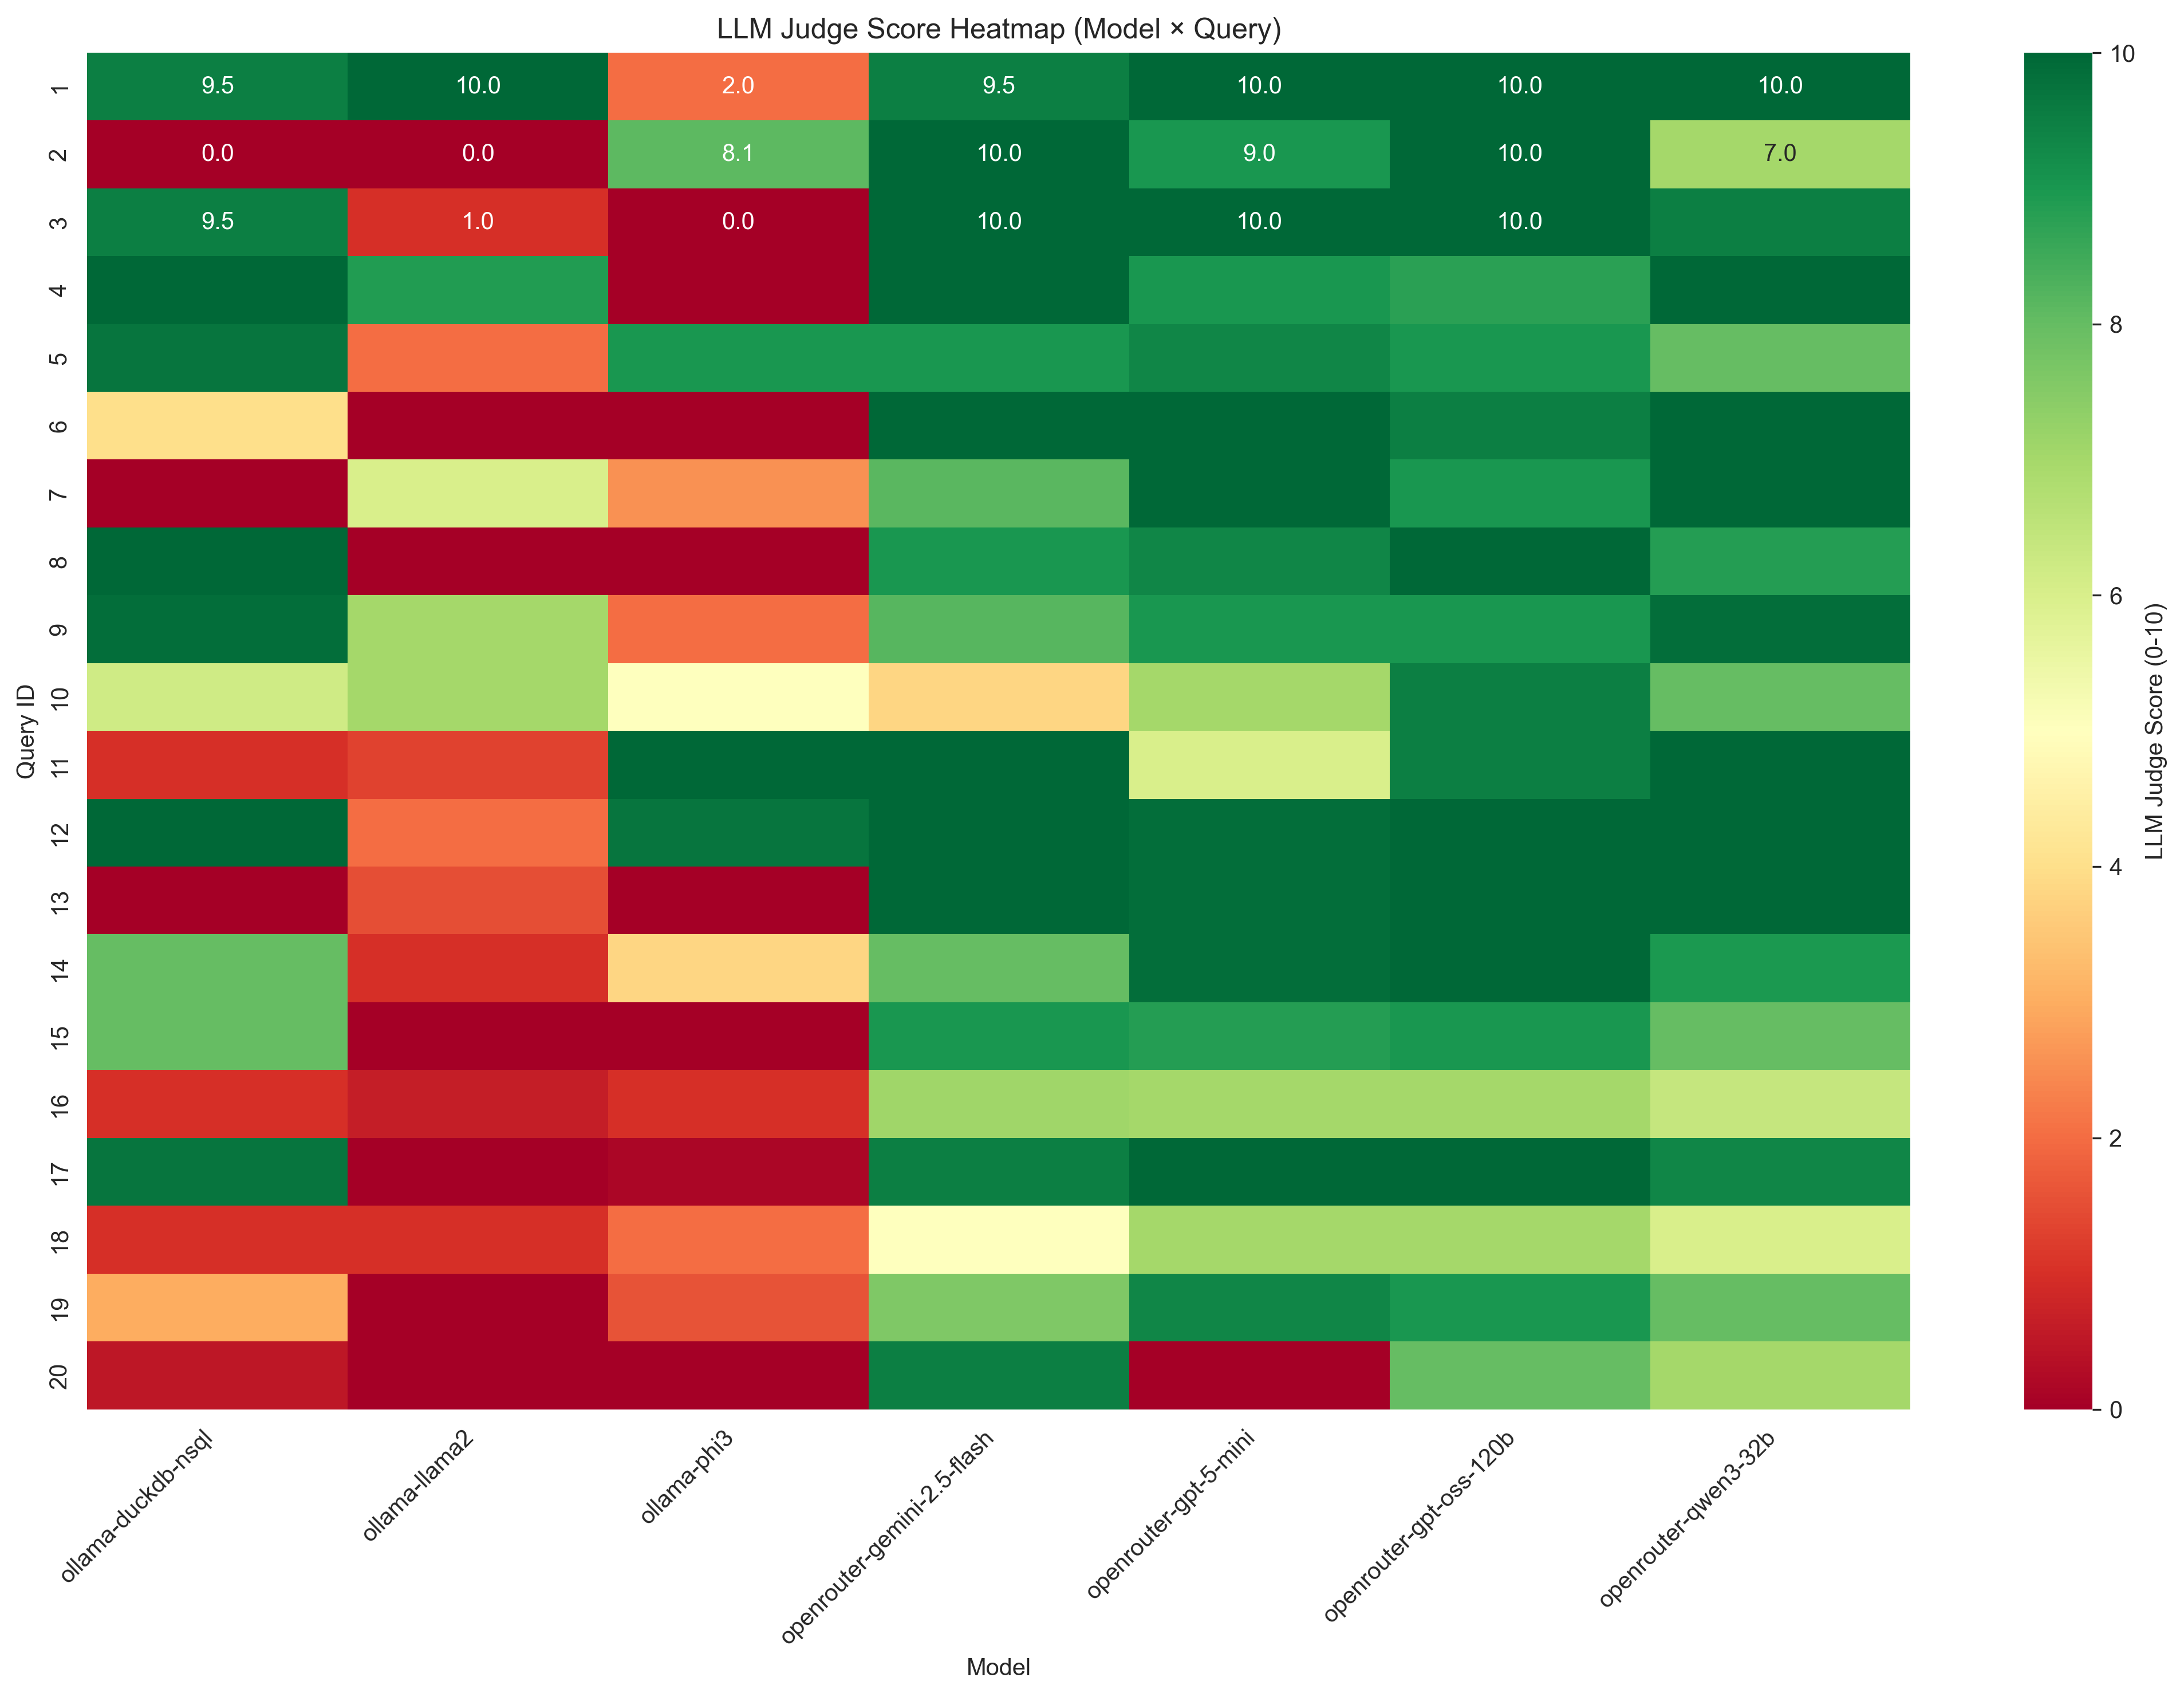 LLM Judge Score Heatmap (Model × Query)
1 9.5 10.0 2.0 9.5 10.0 10.0 10.0
2 0.0 0.0 8.1 10.0 9.0 10.0 7.0
3 9.5 1.0 0.0 10.0 10.0 10.0
4
5
6
7
8
9
10
11
12
13
14
15
16
17
18
19
20
Query ID
ollama-duckdb-nsql
ollama-llama2
ollama-phi3
openrouter-gemini-2.5-flash
openrouter-gpt-5-mini
openrouter-gpt-oss-120b
openrouter-qwen3-32b
Model
10
8
6
4
2
0
LLM Judge Score (0-10)